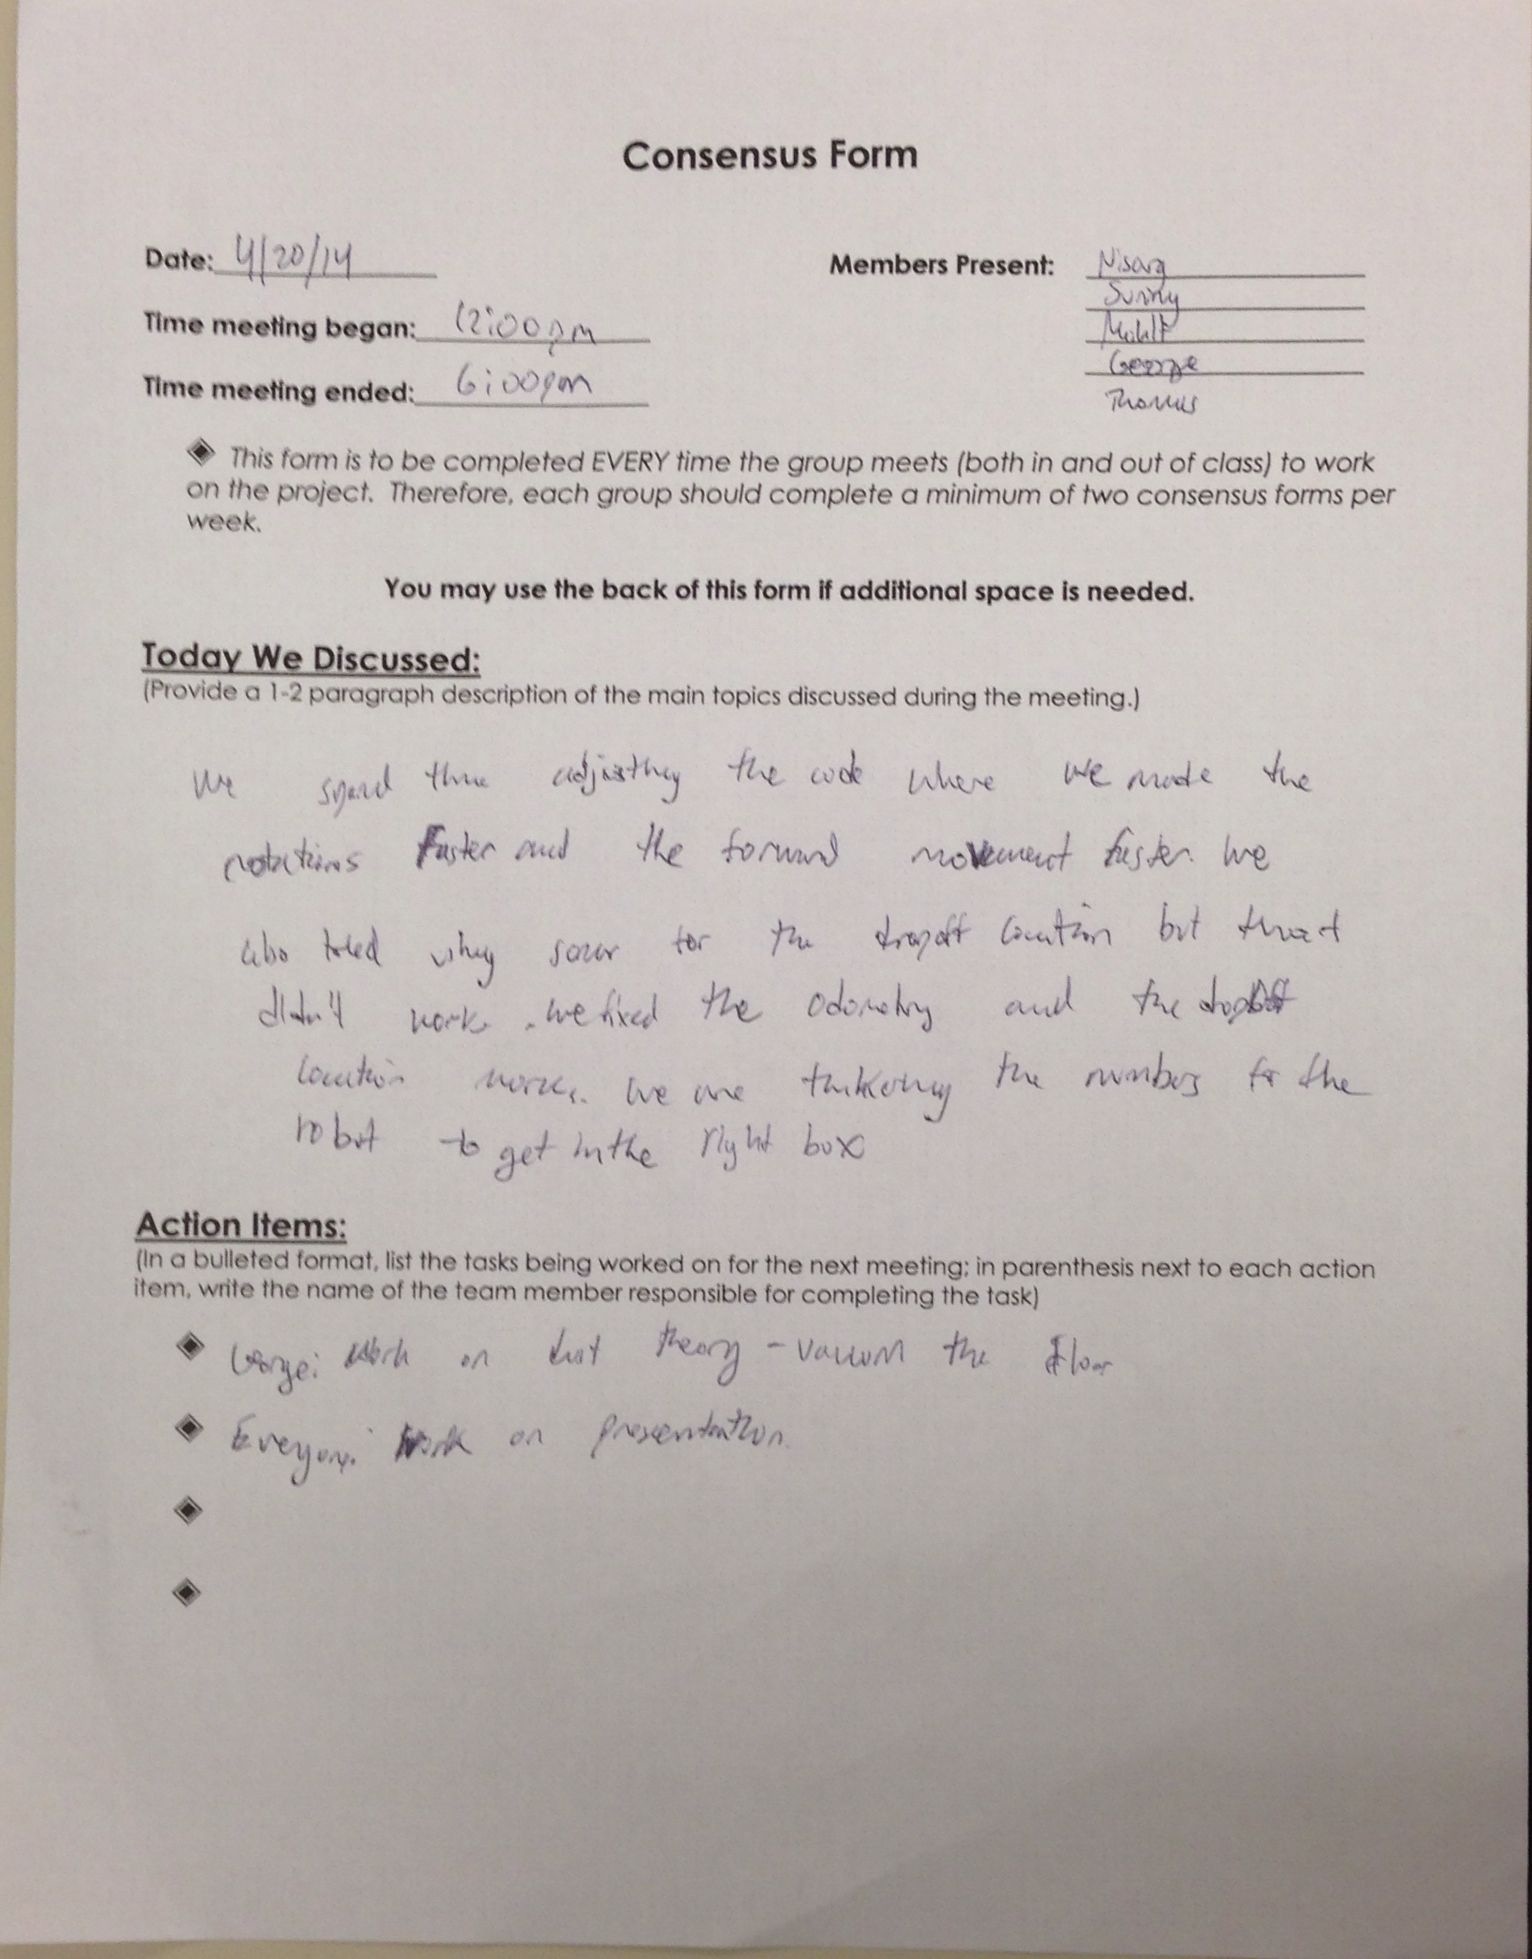 Consensus Form
Date: 4/20/14
Members Present: Nisarg
Sunny
Mohit
George
Thomas
Time meeting began: 12:00pm
Time meeting ended: 6:00pm
This form is to be completed EVERY time the group meets (both in and out of class) to work
on the project. Therefore, each group should complete a minimum of two consensus forms per
week.
You may use the back of this form if additional space is needed.
Today We Discussed:
(Provide a 1-2 paragraph description of the main topics discussed during the meeting.)
We spend time adjusting the code where we made the
rotations faster and the forward movement faster. We
also tried using sonar for the dropoff location but that
didn't work. we fixed the odometry and the dropoff
location works. We are the numbers for the
robot to get in the right box
Action Items:
(In a bulleted format, list the tasks being worked on for the next meeting; in parenthesis next to each action
item, write the name of the team member responsible for completing the task)
George: Work on theory - vacuum the floor
Everyone: Work on presentation.